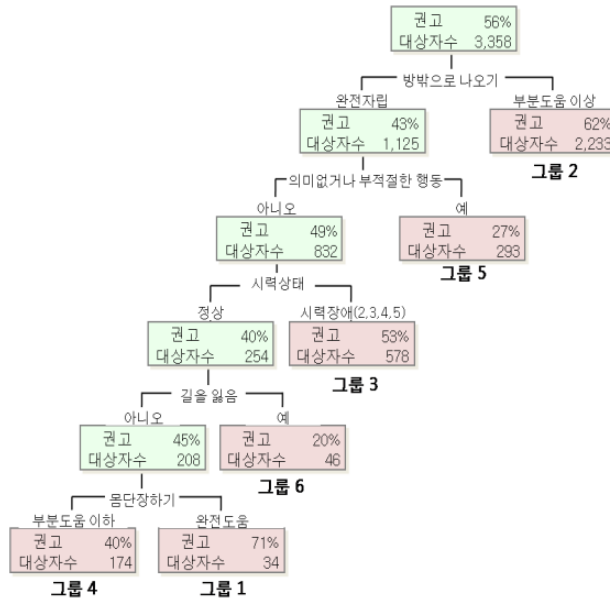 권고 56%
대상자수 3,358
방밖으로 나오기
완전자립 부분도움 이상
권고 43% 권고 62%
대상자수 1,125 대상자수 2,233
그룹 2
의미없거나 부적절한 행동
아니오 예
권고 49% 권고 27%
대상자수 832 대상자수 293
그룹 5
시력상태
정상 시력장애(2,3,4,5)
권고 40% 권고 53%
대상자수 254 대상자수 578
그룹 3
길을 잃음
아니오 예
권고 45% 권고 20%
대상자수 208 대상자수 46
그룹 6
몸단장하기
부분도움 이하 완전도움
권고 40% 권고 71%
대상자수 174 대상자수 34
그룹 4 그룹 1